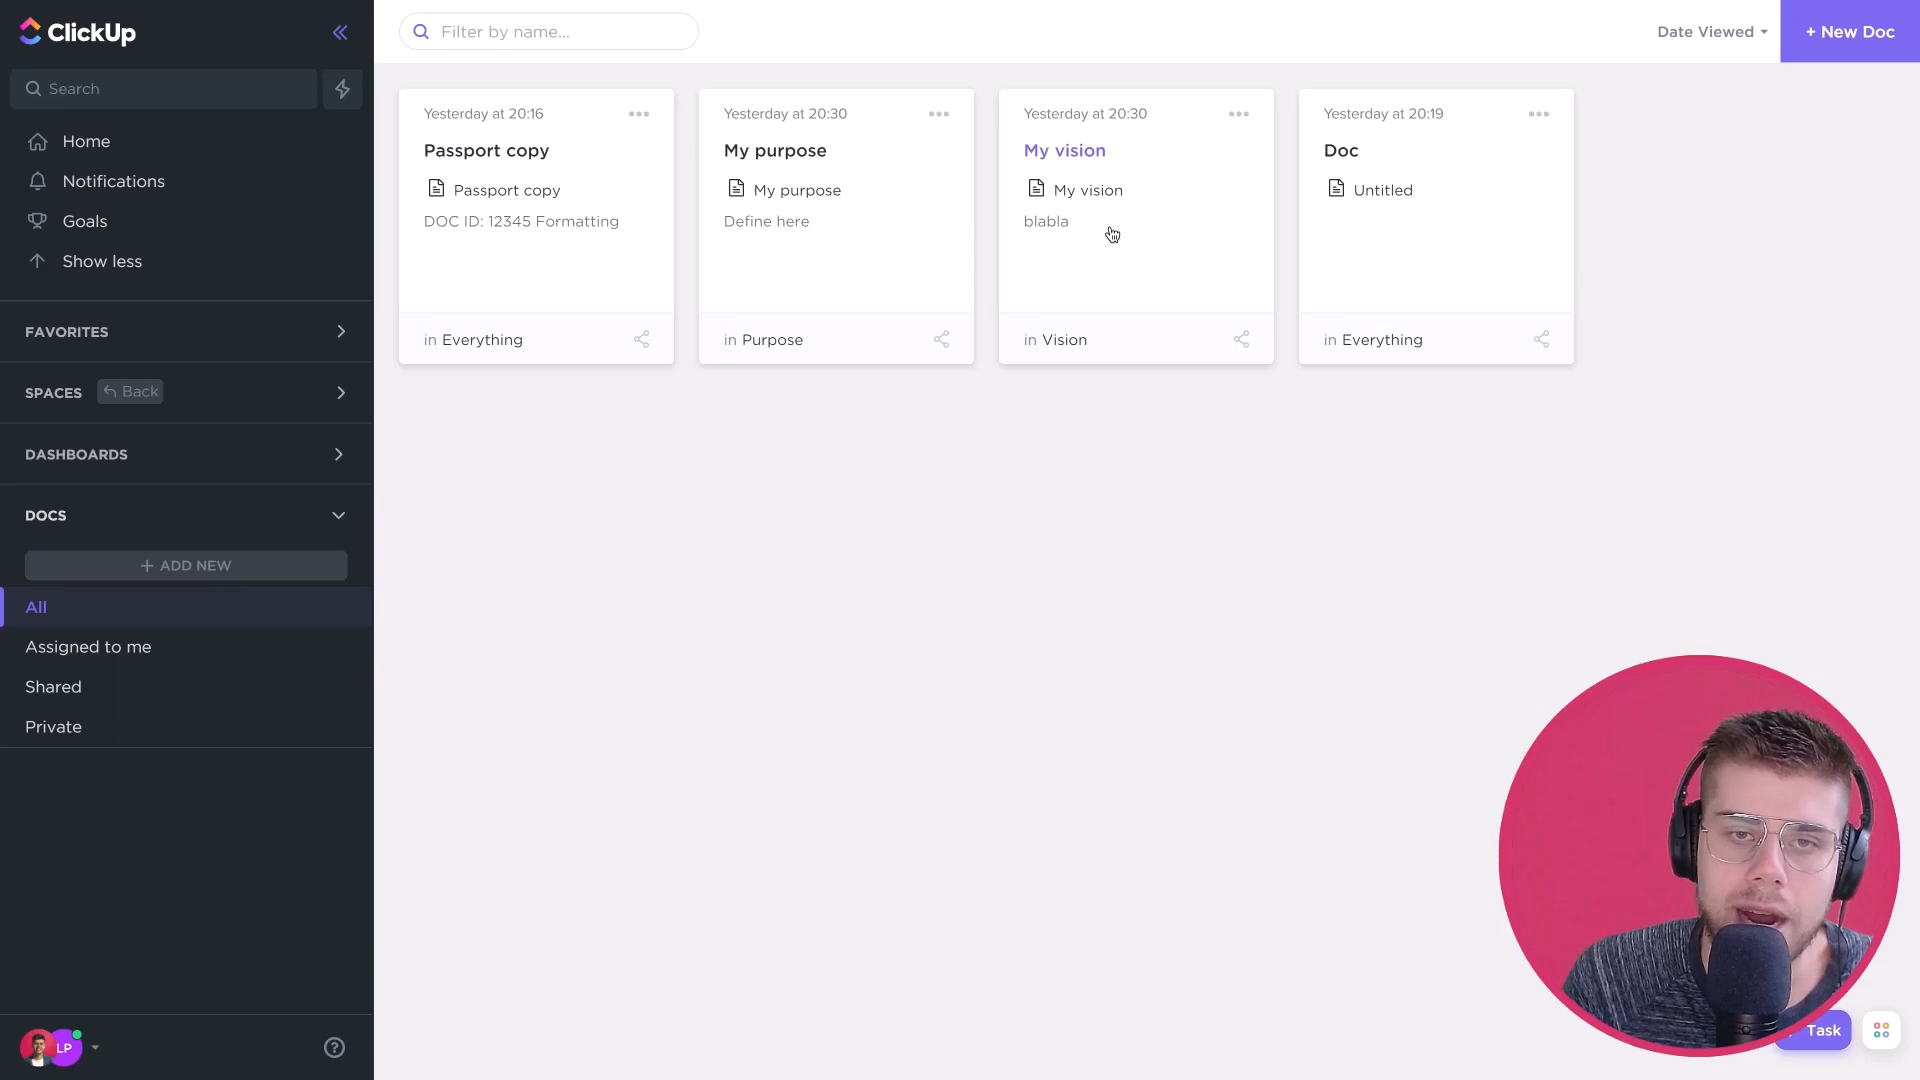 ClickUp
Search
Home
Notifications
Goals
Show less
FAVORITES
SPACES
Back
DASHBOARDS
DOCS
+ ADD NEW
All
Assigned to me
Shared
Private
LP
Filter by name...
Date Viewed
+ New Doc
Yesterday at 20:16
Passport copy
Passport copy
DOC ID: 12345 Formatting
in Everything
Yesterday at 20:30
My purpose
My purpose
Define here
in Purpose
Yesterday at 20:30
My vision
My vision
blabla
in Vision
Yesterday at 20:19
Doc
Untitled
in Everything
Task